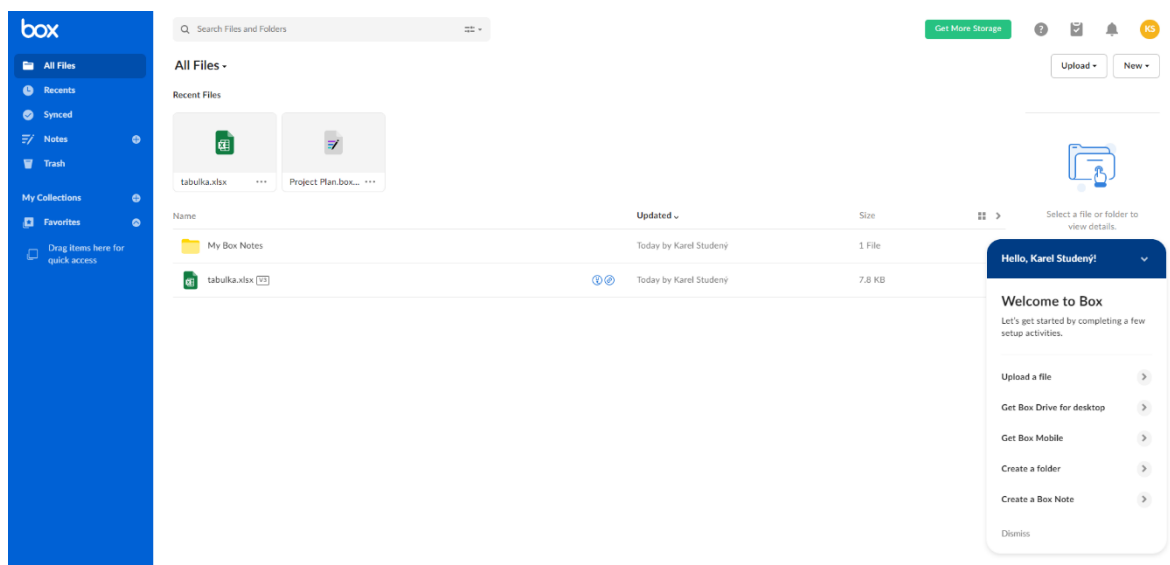 box
Search Files and Folders
Get More Storage
?
KS
All Files
Recents
Synced
Notes
Trash
My Collections
Favorites
Drag items here for
quick access
All Files
Upload
New
Recent Files
tabulka.xlsx ...
Project Plan.box... ...
Name Updated Size
My Box Notes Today by Karel Studený 1 File
tabulka.xlsx V3 Today by Karel Studený 7.8 KB
Select a file or folder to
view details.
Hello, Karel Studený!
Welcome to Box
Let's get started by completing a few
setup activities.
Upload a file
Get Box Drive for desktop
Get Box Mobile
Create a folder
Create a Box Note
Dismiss